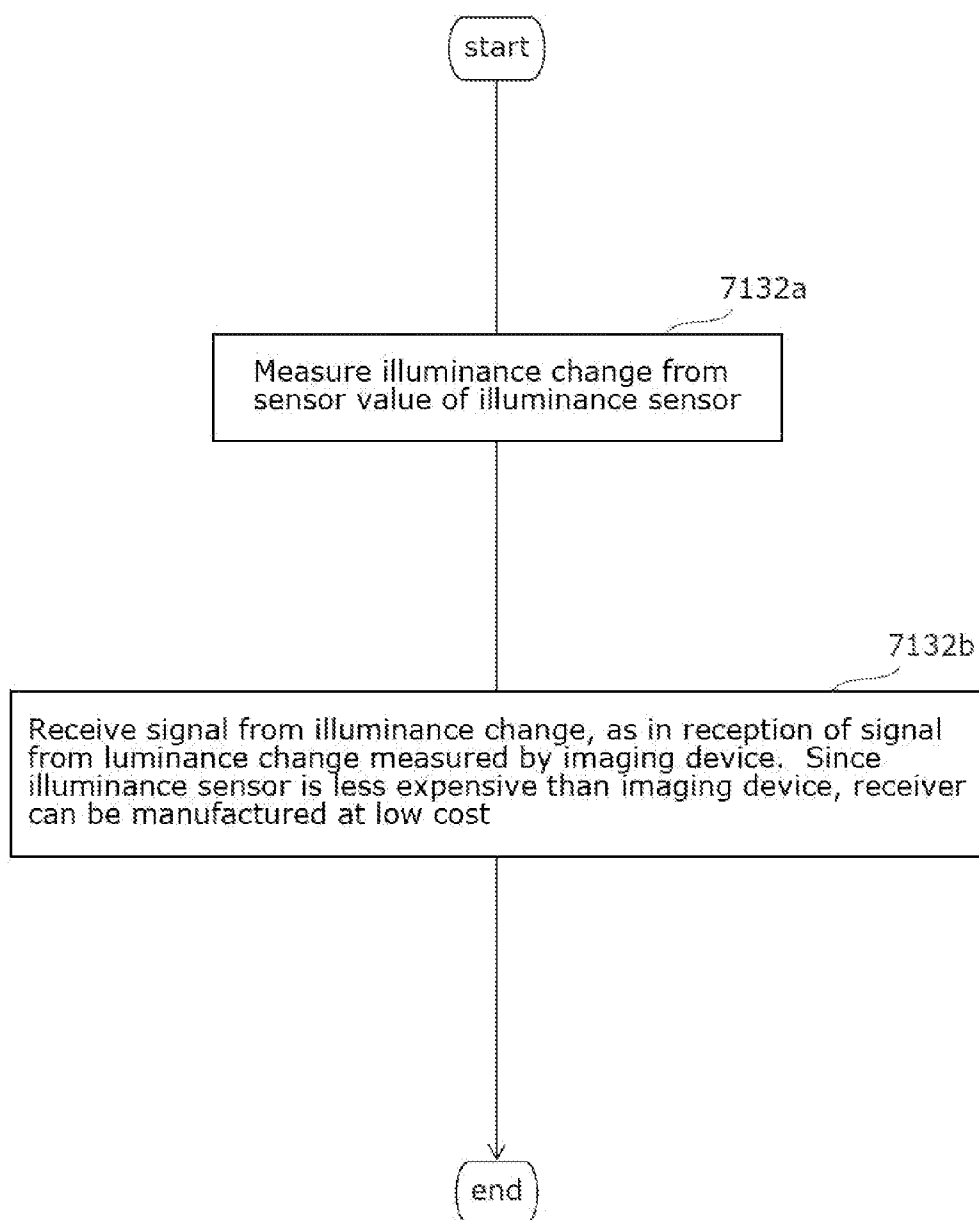 start
7132a
Measure illuminance change from
sensor value of illuminance sensor
7132b
Receive signal from illuminance change, as in reception of signal
from luminance change measured by imaging device.  Since
illuminance sensor is less expensive than imaging device, receiver
can be manufactured at low cost
end